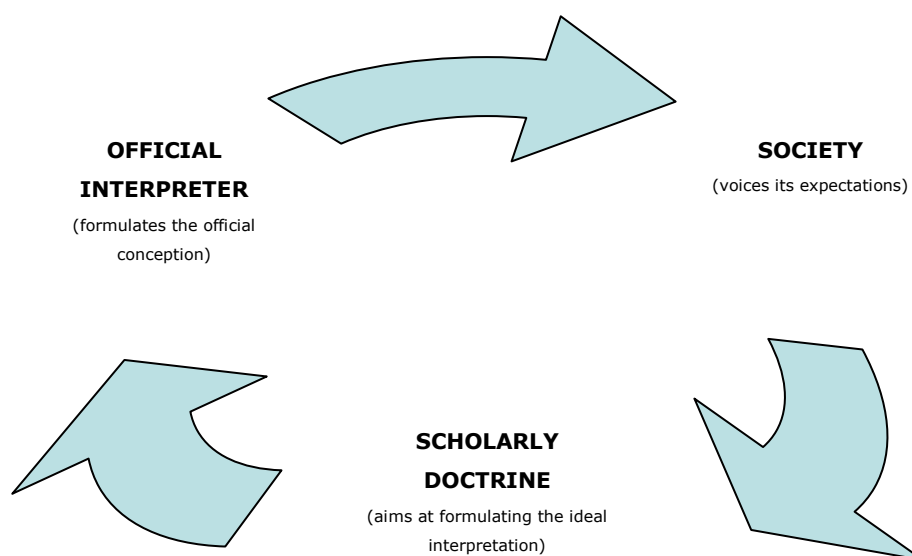 OFFICIAL
INTERPRETER
(formulates the official
conception)
SOCIETY
(voices its expectations)
SCHOLARLY
DOCTRINE
(aims at formulating the ideal
interpretation)